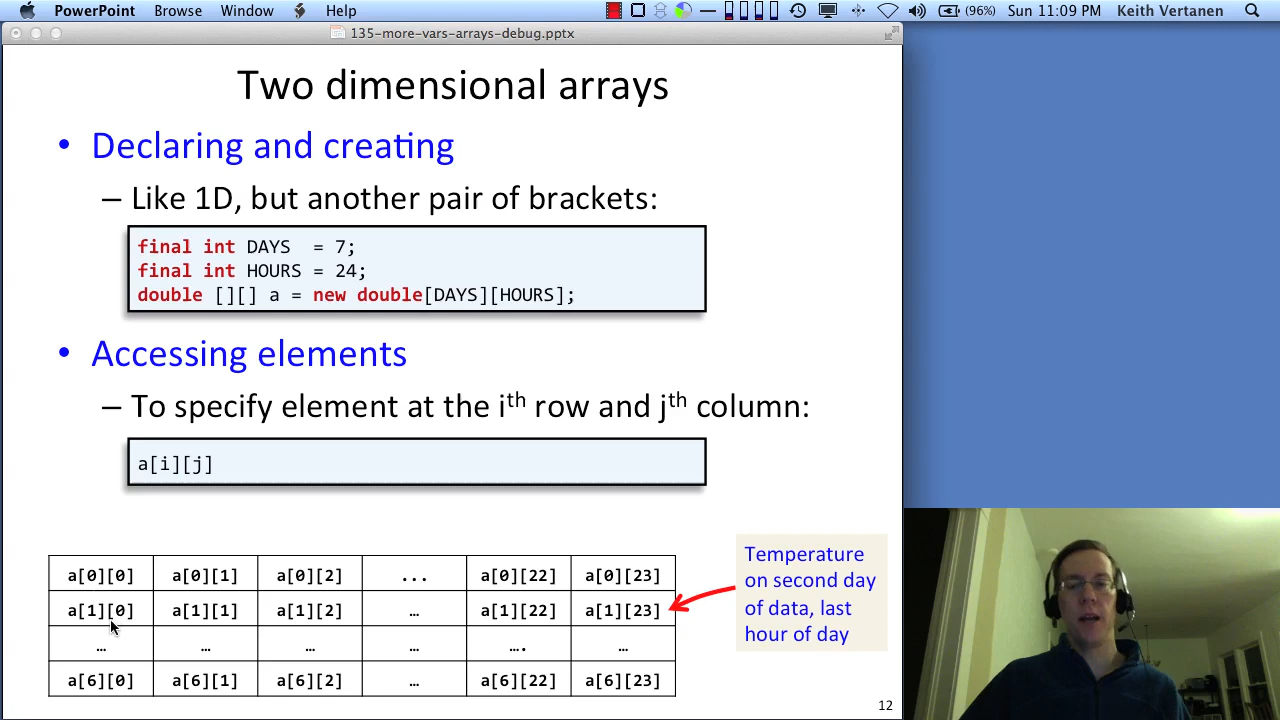 PowerPoint Browse Window Help (96%) Sun 11:09 PM Keith Vertanen
135-more-vars-arrays-debug.pptx
Two dimensional arrays
• Declaring and creating
– Like 1D, but another pair of brackets:
final int DAYS = 7;
final int HOURS = 24;
double [][] a = new double[DAYS][HOURS];
• Accessing elements
– To specify element at the ith row and jth column:
a[i][j]
a[0][0] a[0][1] a[0][2] ... a[0][22] a[0][23]
a[1][0] a[1][1] a[1][2] … a[1][22] a[1][23]
… … … … …. …
a[6][0] a[6][1] a[6][2] … a[6][22] a[6][23]
Temperature
on second day
of data, last
hour of day
12